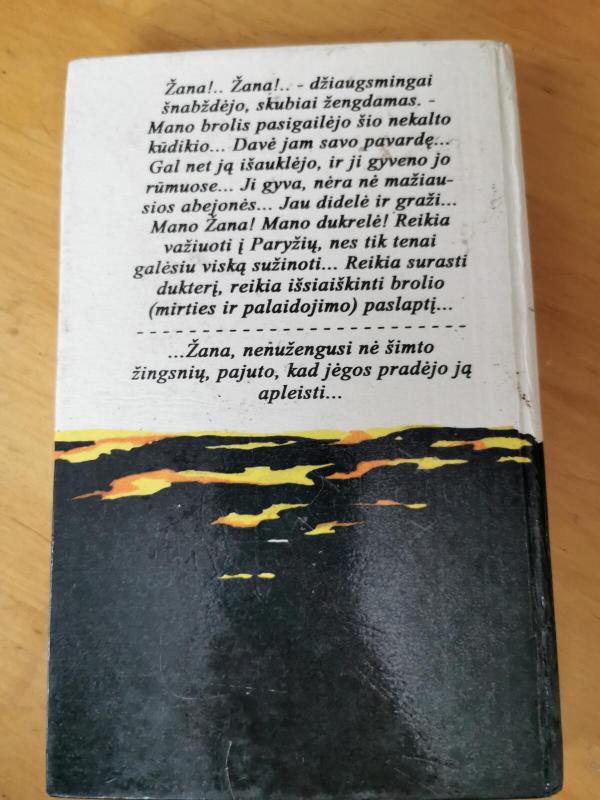 Žana!.. Žana!.. - džiaugsmingai
šnabždėjo, skubiai žengdamas. -
Mano brolis pasigailėjo šio nekalto
kūdikio... Davė jam savo pavardę...
Gal net ją išauklėjo, ir ji gyveno jo
rūmuose... Ji gyva, nėra nė mažiau-
sios abejonės... Jau didelė ir graži...
Mano Žana! Mano dukrelė! Reikia
važiuoti į Paryžių, nes tik tenai
galėsiu viską sužinoti... Reikia surasti
dukterį, reikia išsiaiškinti brolio
(mirties ir palaidojimo) paslaptį...
- - - - - - - - - - - - - - - - - - - - - - - - - -
...Žana, nenužengusi nė šimto
žingsnių, pajuto, kad jėgos pradėjo ją
apleisti...